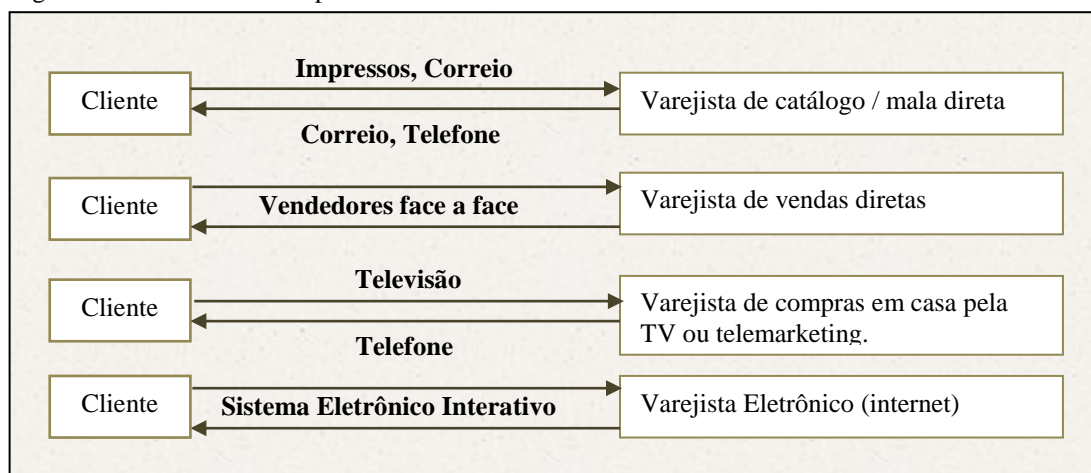 Impressos, Correio
Cliente
Varejista de catálogo / mala direta
Correio, Telefone
Cliente
Vendedores face a face
Varejista de vendas diretas
Televisão
Cliente
Varejista de compras em casa pela
TV ou telemarketing.
Telefone
Cliente
Sistema Eletrônico Interativo
Varejista Eletrônico (internet)